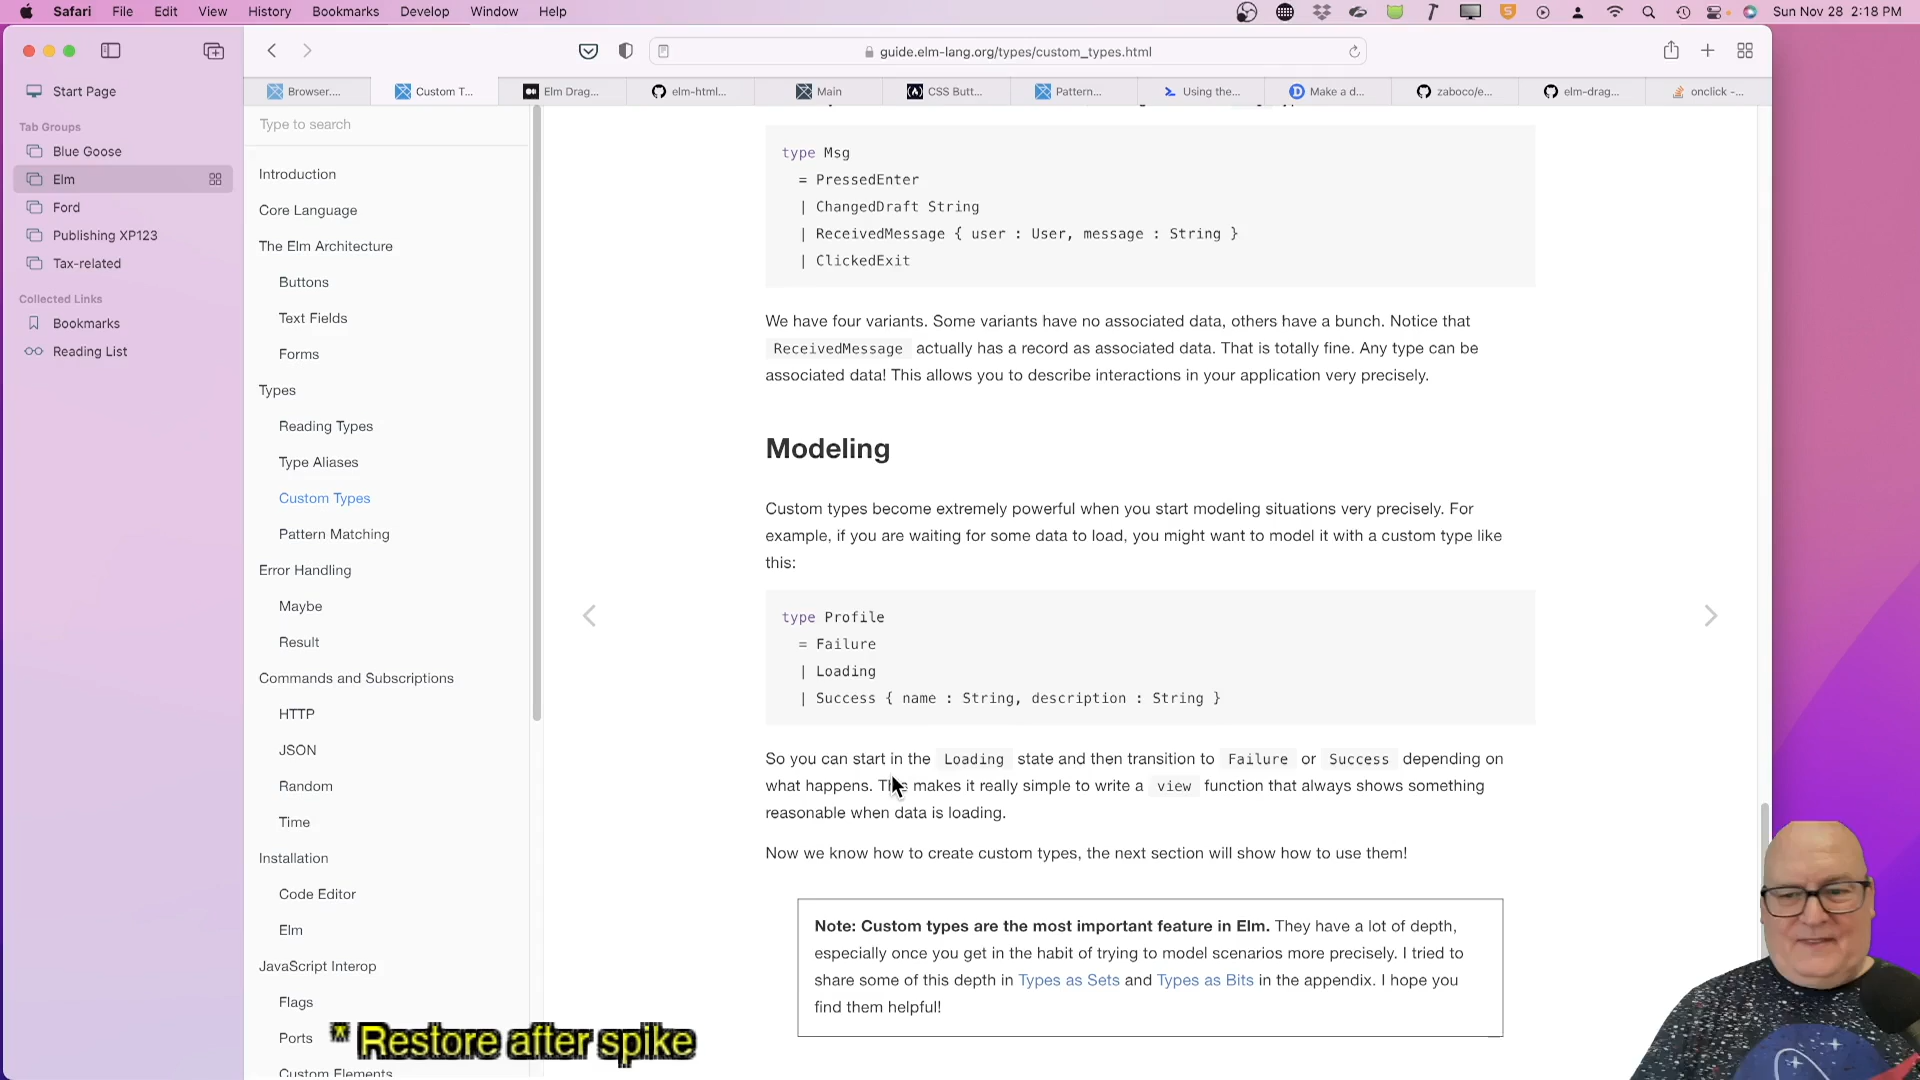 Safari File Edit View History Bookmarks Develop Window Help
Sun Nov 28 2:18 PM
guide.elm-lang.org/types/custom_types.html
Start Page
Tab Groups
Blue Goose
Elm
Ford
Publishing XP123
Tax-related
Collected Links
Bookmarks
Reading List
Browser....
Custom T...
Elm Drag...
elm-html...
Main
CSS Butt...
Pattern...
Using the...
Make a d...
zaboco/e...
elm-drag...
onclick -...
Type to search
Introduction
Core Language
The Elm Architecture
Buttons
Text Fields
Forms
Types
Reading Types
Type Aliases
Custom Types
Pattern Matching
Error Handling
Maybe
Result
Commands and Subscriptions
HTTP
JSON
Random
Time
Installation
Code Editor
Elm
JavaScript Interop
Flags
Ports
Custom Elements
type Msg
= PressedEnter
| ChangedDraft String
| ReceivedMessage { user : User, message : String }
| ClickedExit
We have four variants. Some variants have no associated data, others have a bunch. Notice that
ReceivedMessage actually has a record as associated data. That is totally fine. Any type can be
associated data! This allows you to describe interactions in your application very precisely.
Modeling
Custom types become extremely powerful when you start modeling situations very precisely. For
example, if you are waiting for some data to load, you might want to model it with a custom type like
this:
type Profile
= Failure
| Loading
| Success { name : String, description : String }
So you can start in the Loading state and then transition to Failure or Success depending on
what happens. This makes it really simple to write a view function that always shows something
reasonable when data is loading.
Now we know how to create custom types, the next section will show how to use them!
Note: Custom types are the most important feature in Elm. They have a lot of depth,
especially once you get in the habit of trying to model scenarios more precisely. I tried to
share some of this depth in Types as Sets and Types as Bits in the appendix. I hope you
find them helpful!
* Restore after spike